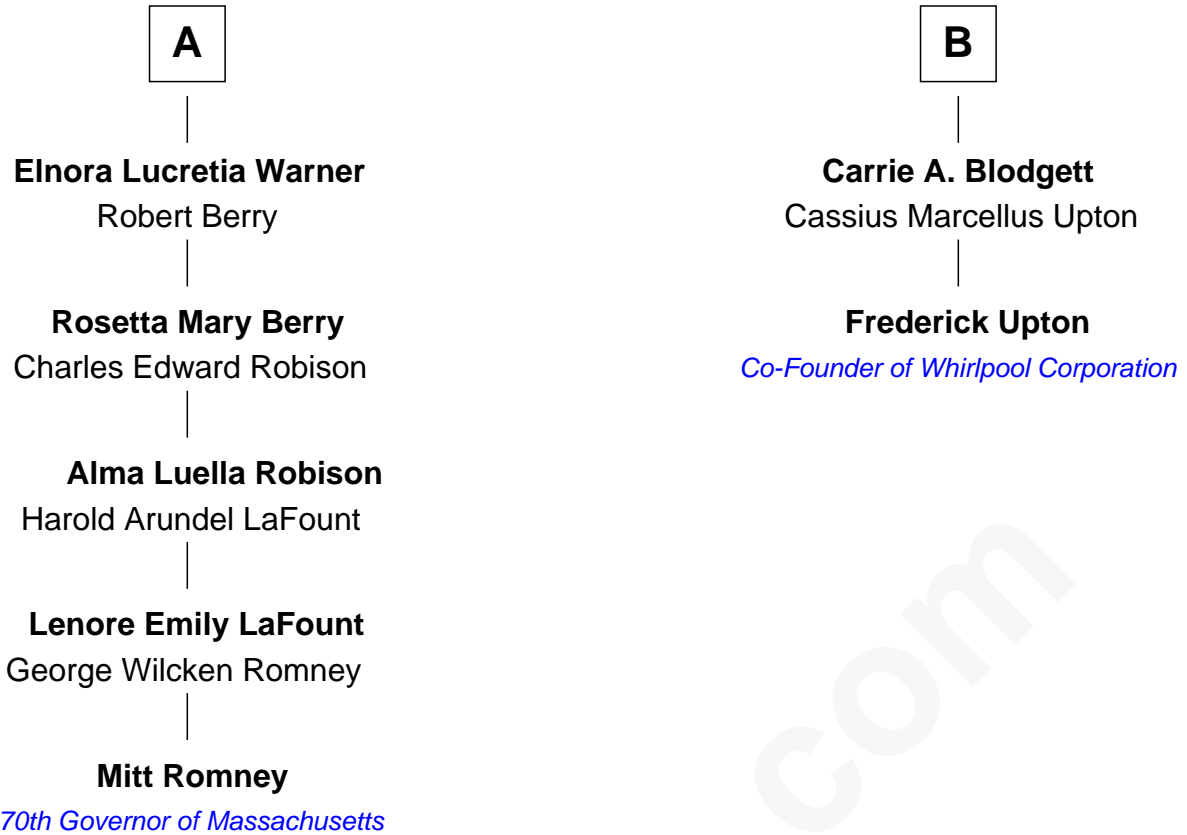 A
Elnora Lucretia Warner
Robert Berry
Rosetta Mary Berry
Charles Edward Robison
Alma Luella Robison
Harold Arundel LaFount
Lenore Emily LaFount
George Wilcken Romney
Mitt Romney
70th Governor of Massachusetts
B
Carrie A. Blodgett
Cassius Marcellus Upton
Frederick Upton
Co-Founder of Whirlpool Corporation
com